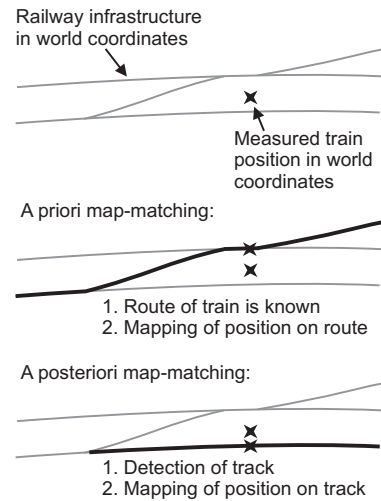 Railway infrastructure
in world coordinates
Measured train
position in world
coordinates
A priori map-matching:
1. Route of train is known
2. Mapping of position on route
A posteriori map-matching:
1. Detection of track
2. Mapping of position on track